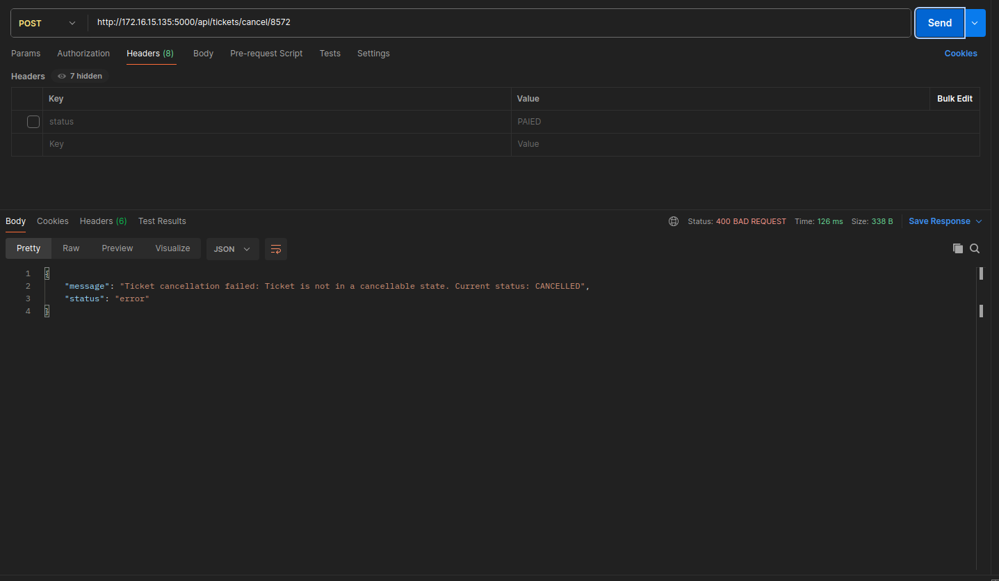 POST http://172.16.15.135:5000/api/tickets/cancel/8572 Send
Params Authorization Headers (8) Body Pre-request Script Tests Settings Cookies
Headers 7 hidden
Key Value Bulk Edit
status PAIED
Key Value
Body Cookies Headers (6) Test Results Status: 400 BAD REQUEST Time: 126 ms Size: 338 B Save Response
Pretty Raw Preview Visualize JSON
1 {
2 "message": "Ticket cancellation failed: Ticket is not in a cancellable state. Current status: CANCELLED",
3 "status": "error"
4 }